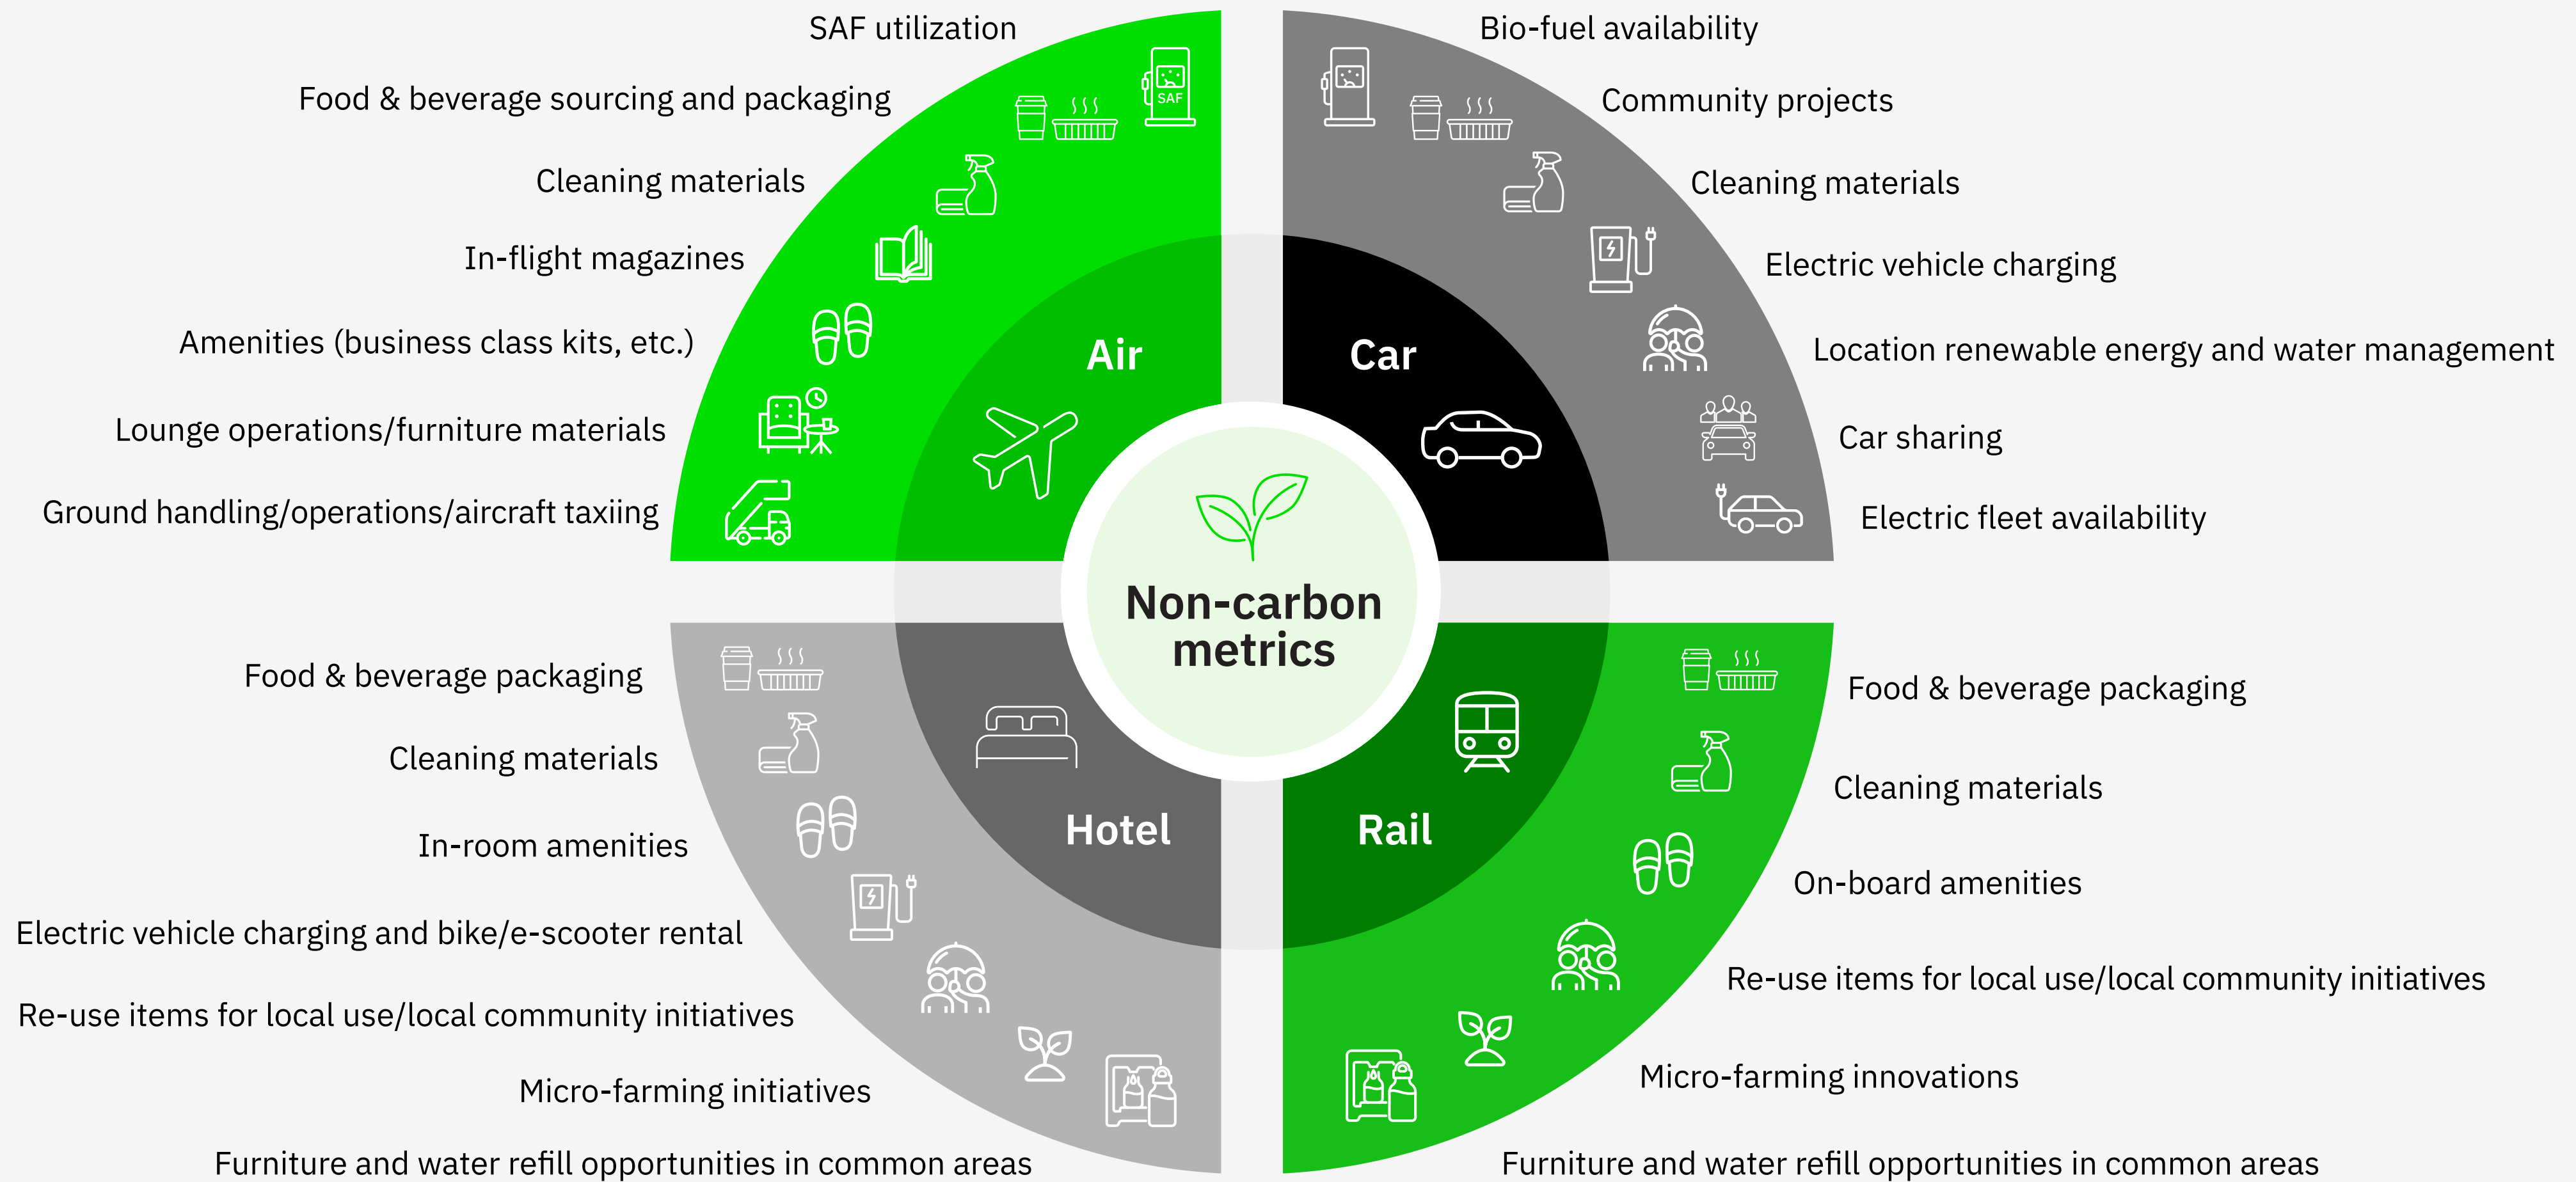 SAF utilization
Food & beverage sourcing and packaging
Cleaning materials
In-flight magazines
Amenities (business class kits, etc.)
Lounge operations/furniture materials
Ground handling/operations/aircraft taxiing
SAF
Air
Bio-fuel availability
Community projects
Cleaning materials
Electric vehicle charging
Location renewable energy and water management
Car sharing
Electric fleet availability
Car
Non-carbon
metrics
Food & beverage packaging
Cleaning materials
In-room amenities
Electric vehicle charging and bike/e-scooter rental
Re-use items for local use/local community initiatives
Micro-farming initiatives
Furniture and water refill opportunities in common areas
Hotel
Rail
Food & beverage packaging
Cleaning materials
On-board amenities
Re-use items for local use/local community initiatives
Micro-farming innovations
Furniture and water refill opportunities in common areas